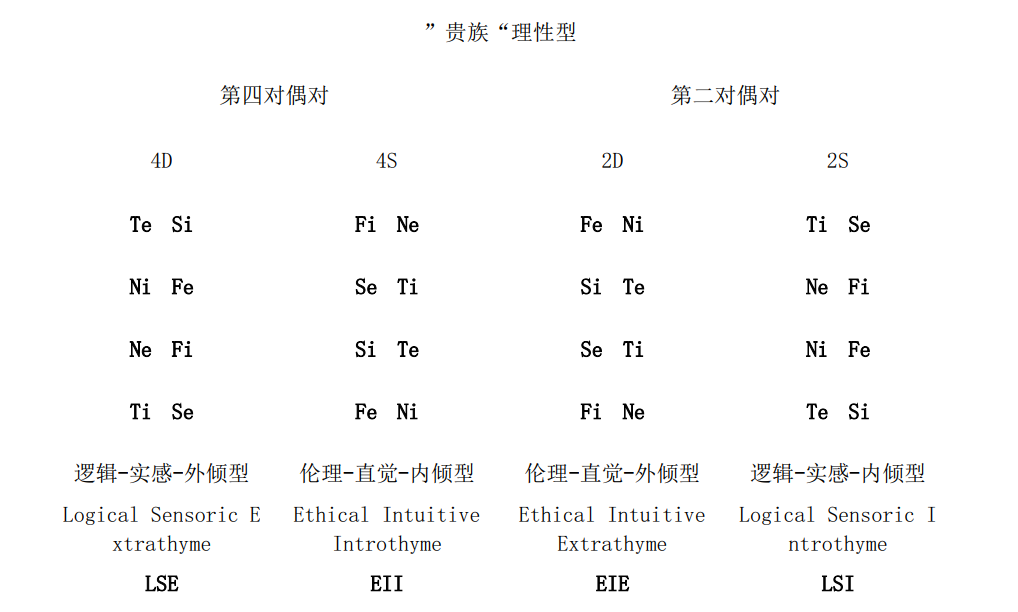 ”贵族“理性型
第四对偶对 第二对偶对
4D 4S 2D 2S
Te Si Fi Ne Fe Ni Ti Se
Ni Fe Se Ti Si Te Ne Fi
Ne Fi Si Te Se Ti Ni Fe
Ti Se Fe Ni Fi Ne Te Si
逻辑-实感-外倾型 伦理-直觉-内倾型 伦理-直觉-外倾型 逻辑-实感-内倾型
Logical Sensoric E Ethical Intuitive Ethical Intuitive Logical Sensoric I
xtrathyme Introthyme Extrathyme ntrothyme
LSE EII EIE LSI